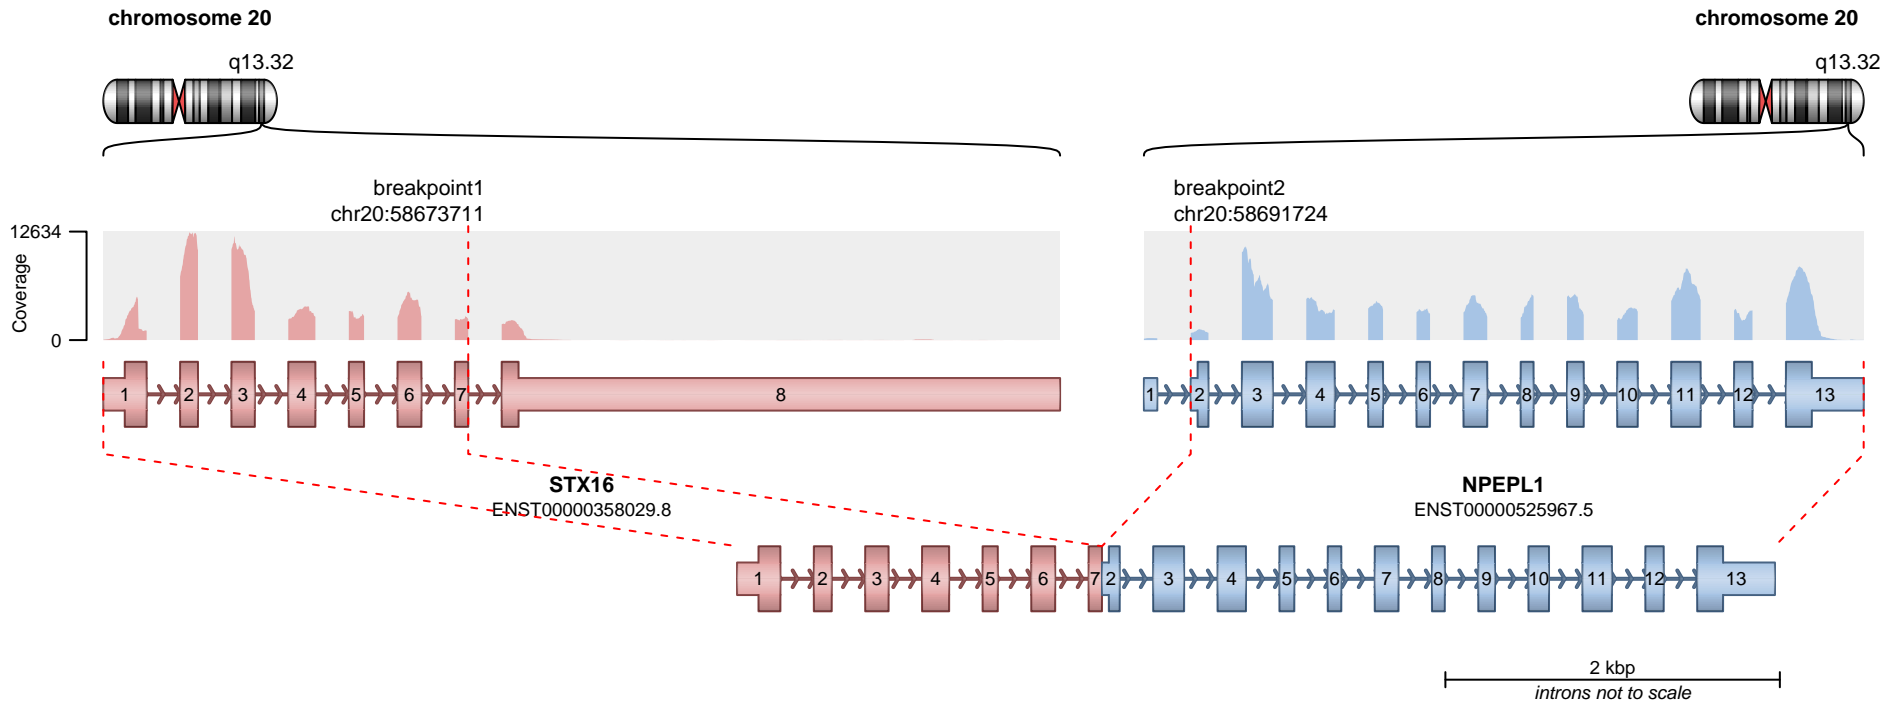 chromosome 20
chromosome 20
q13.32
q13.32
breakpoint1
chr20:58673711
breakpoint2
chr20:58691724
12634
Coverage
0
1 2 3 4 5 6 7 8
1 2 3 4 5 6 7 8 9 10 11 12 13
STX16
ENST00000358029.8
NPEPL1
ENST00000525967.5
1 2 3 4 5 6 7 2 3 4 5 6 7 8 9 10 11 12 13
2 kbp
introns not to scale